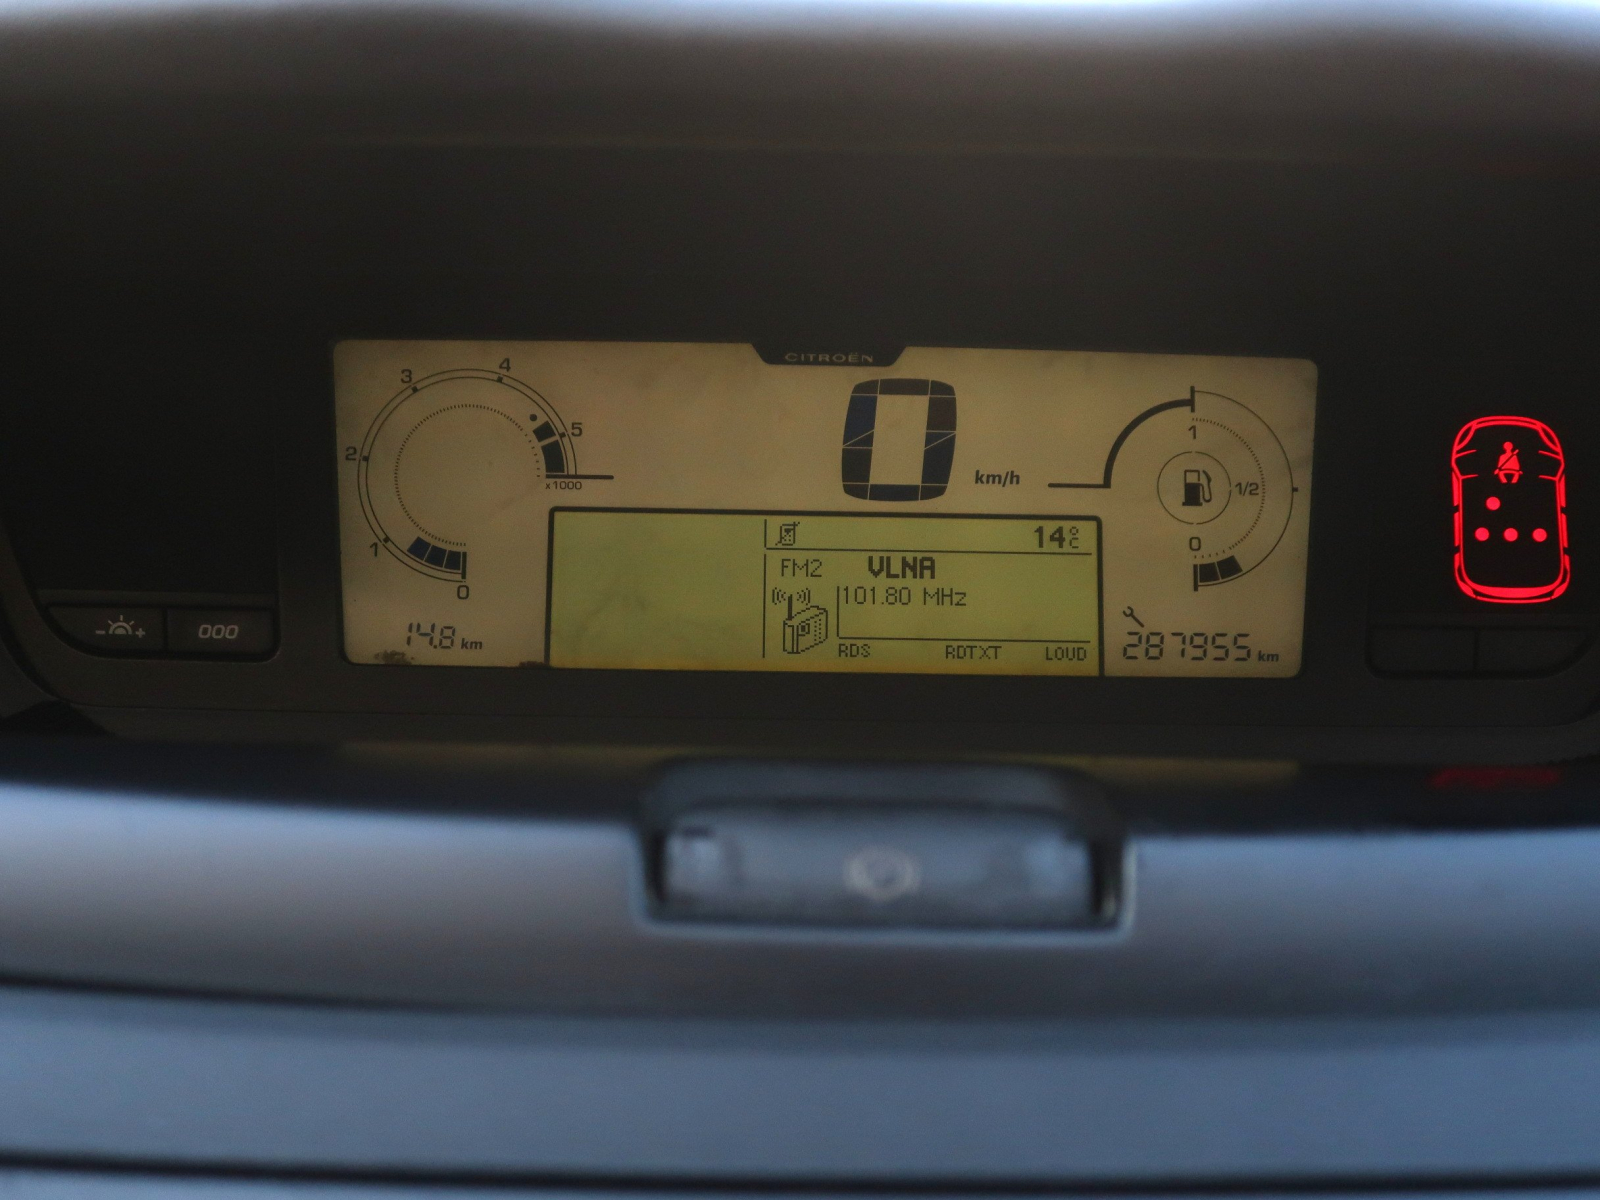 CITROËN
4
3
5
2
x1000
1
0
14.8 km
0 km/h
1
1/2
0
14°C
FM2 VLNA
101.80 MHz
RDS RDTXT LOUD
287955 km
- +
000